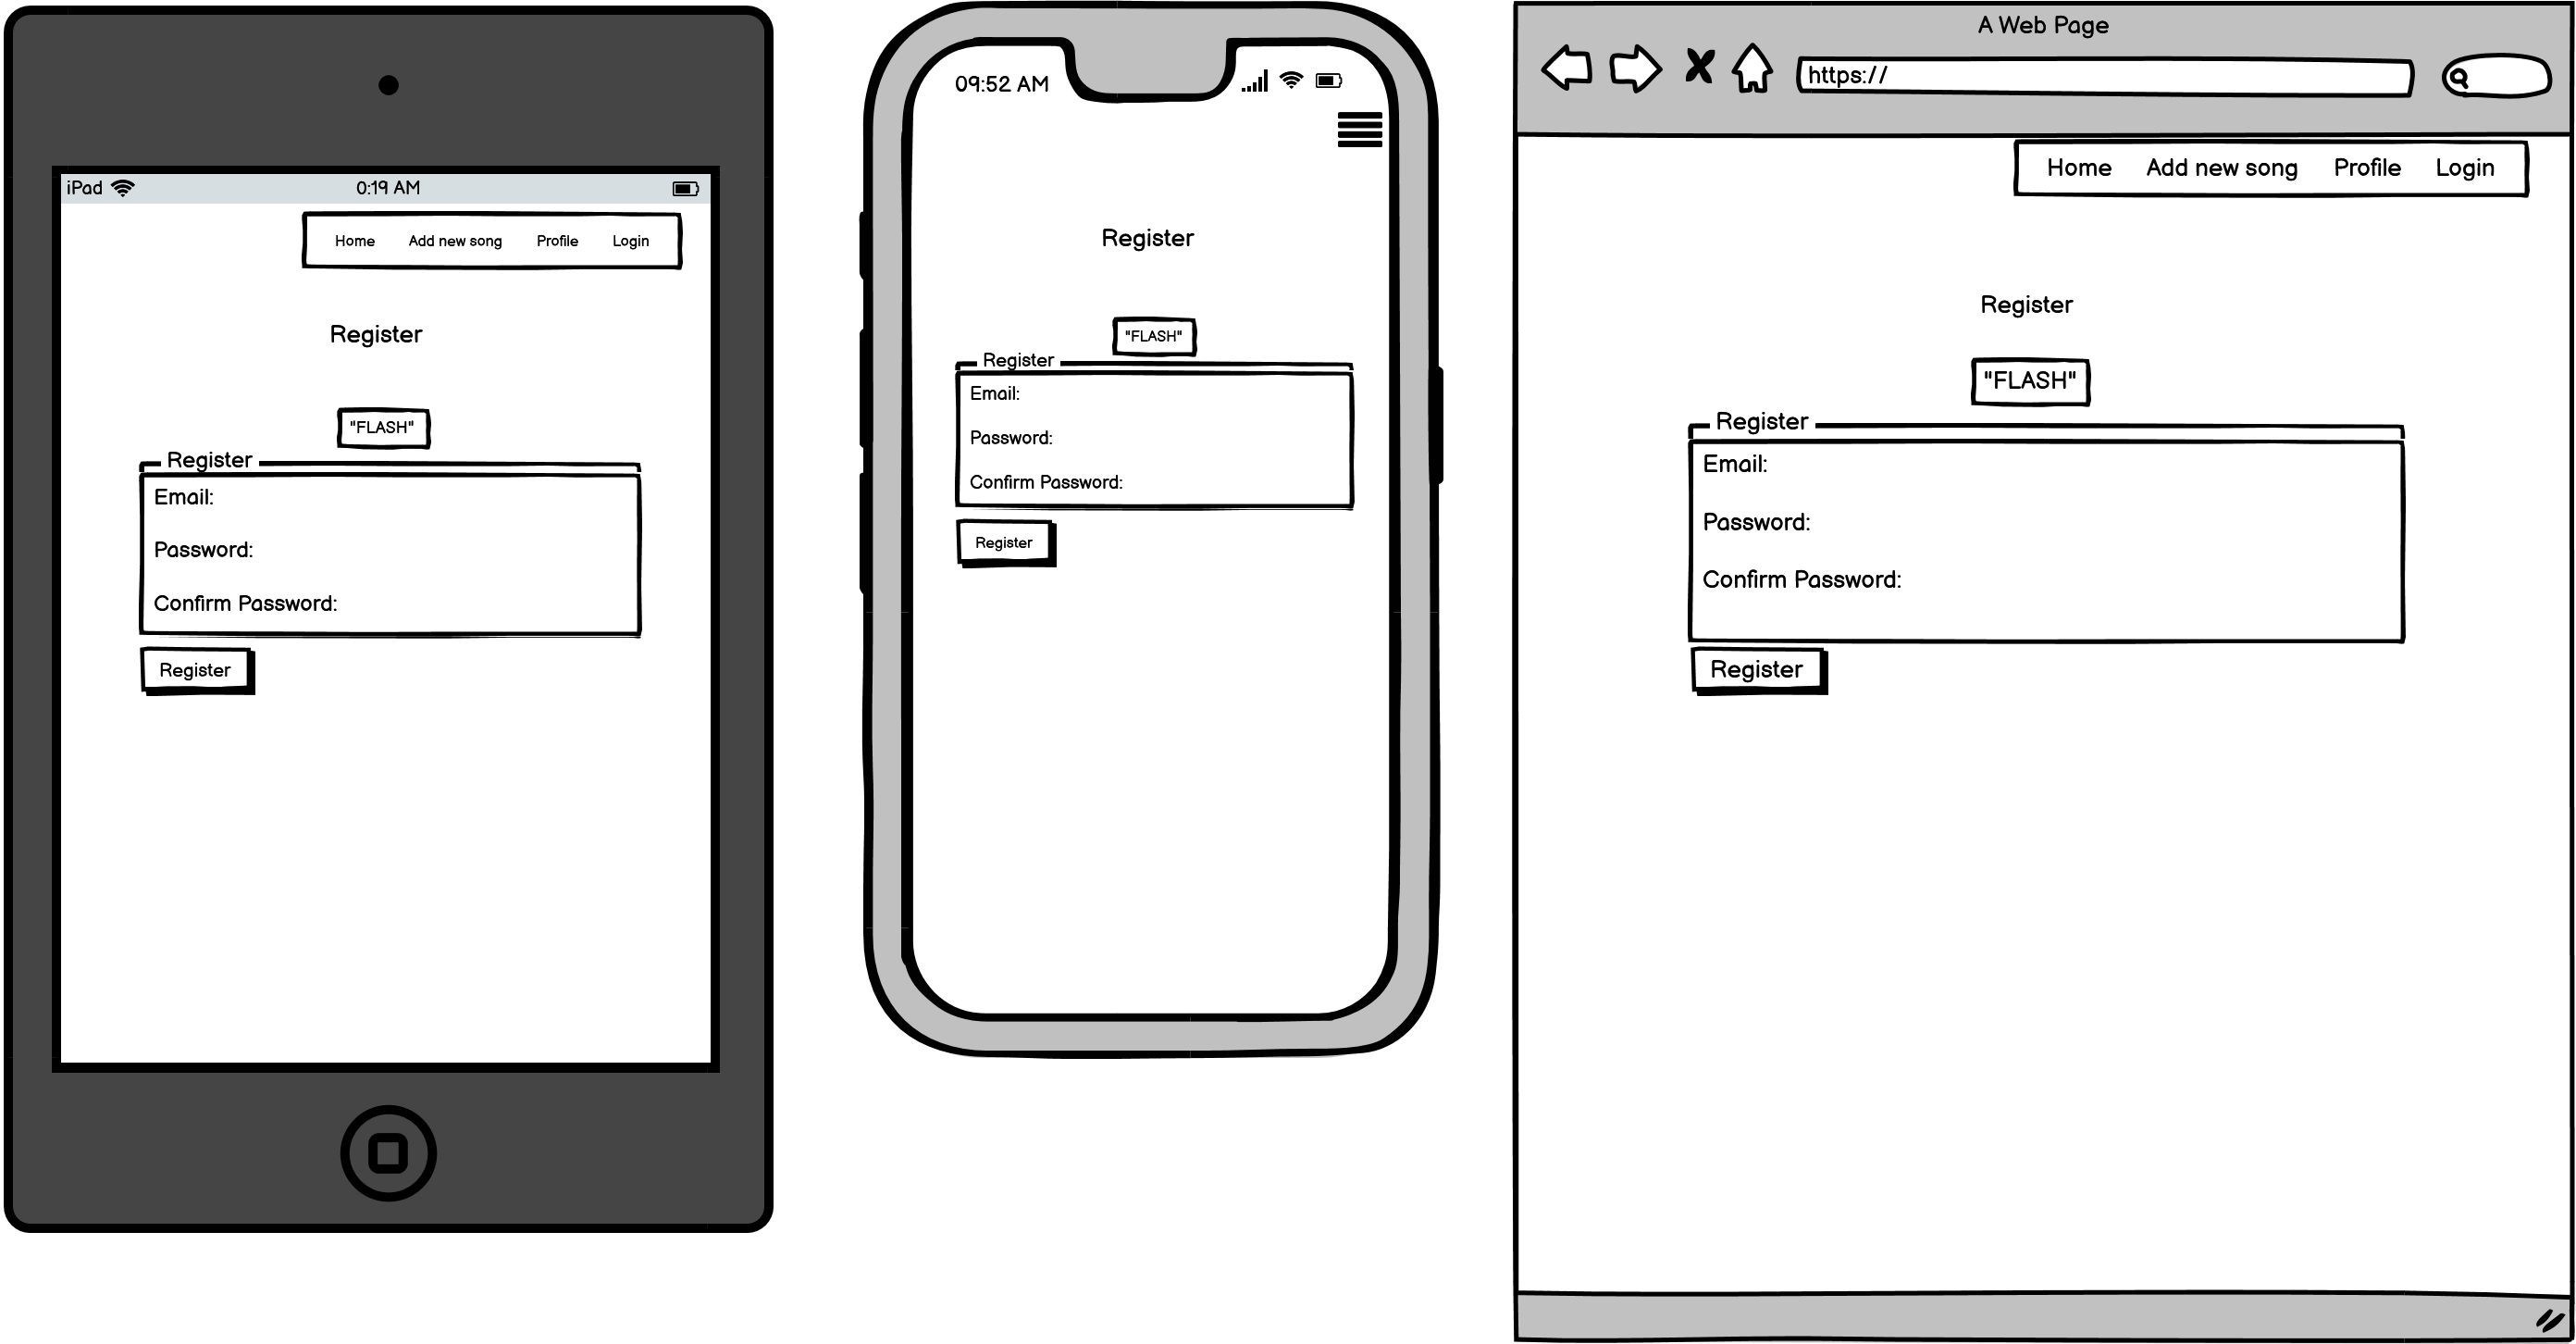 iPad 0:19 AM
Home Add new song Profile Login
Register
"FLASH"
Register
Email:
Password:
Confirm Password:
Register
09:52 AM
Register
"FLASH"
Register
Email:
Password:
Confirm Password:
Register
A Web Page
https://
Home Add new song Profile Login
Register
"FLASH"
Register
Email:
Password:
Confirm Password:
Register